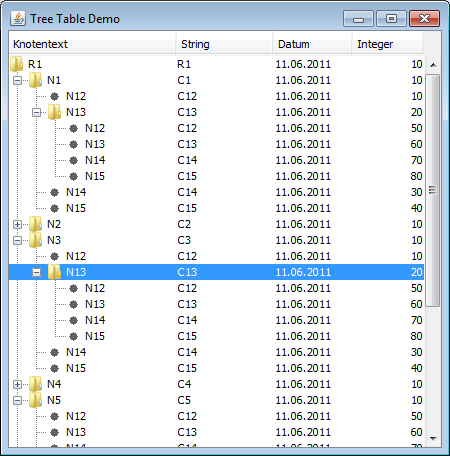 Tree Table Demo
Knotentext String Datum Integer
R1 R1 11.06.2011 10
N1 C1 11.06.2011 10
N12 C12 11.06.2011 10
N13 C13 11.06.2011 20
N12 C12 11.06.2011 50
N13 C13 11.06.2011 60
N14 C14 11.06.2011 70
N15 C15 11.06.2011 80
N14 C14 11.06.2011 30
N15 C15 11.06.2011 40
N2 C2 11.06.2011 10
N3 C3 11.06.2011 10
N12 C12 11.06.2011 10
N13 C13 11.06.2011 20
N12 C12 11.06.2011 50
N13 C13 11.06.2011 60
N14 C14 11.06.2011 70
N15 C15 11.06.2011 80
N14 C14 11.06.2011 30
N15 C15 11.06.2011 40
N4 C4 11.06.2011 10
N5 C5 11.06.2011 10
N12 C12 11.06.2011 50
N13 C13 11.06.2011 60
N14 C14 11.06.2011 70